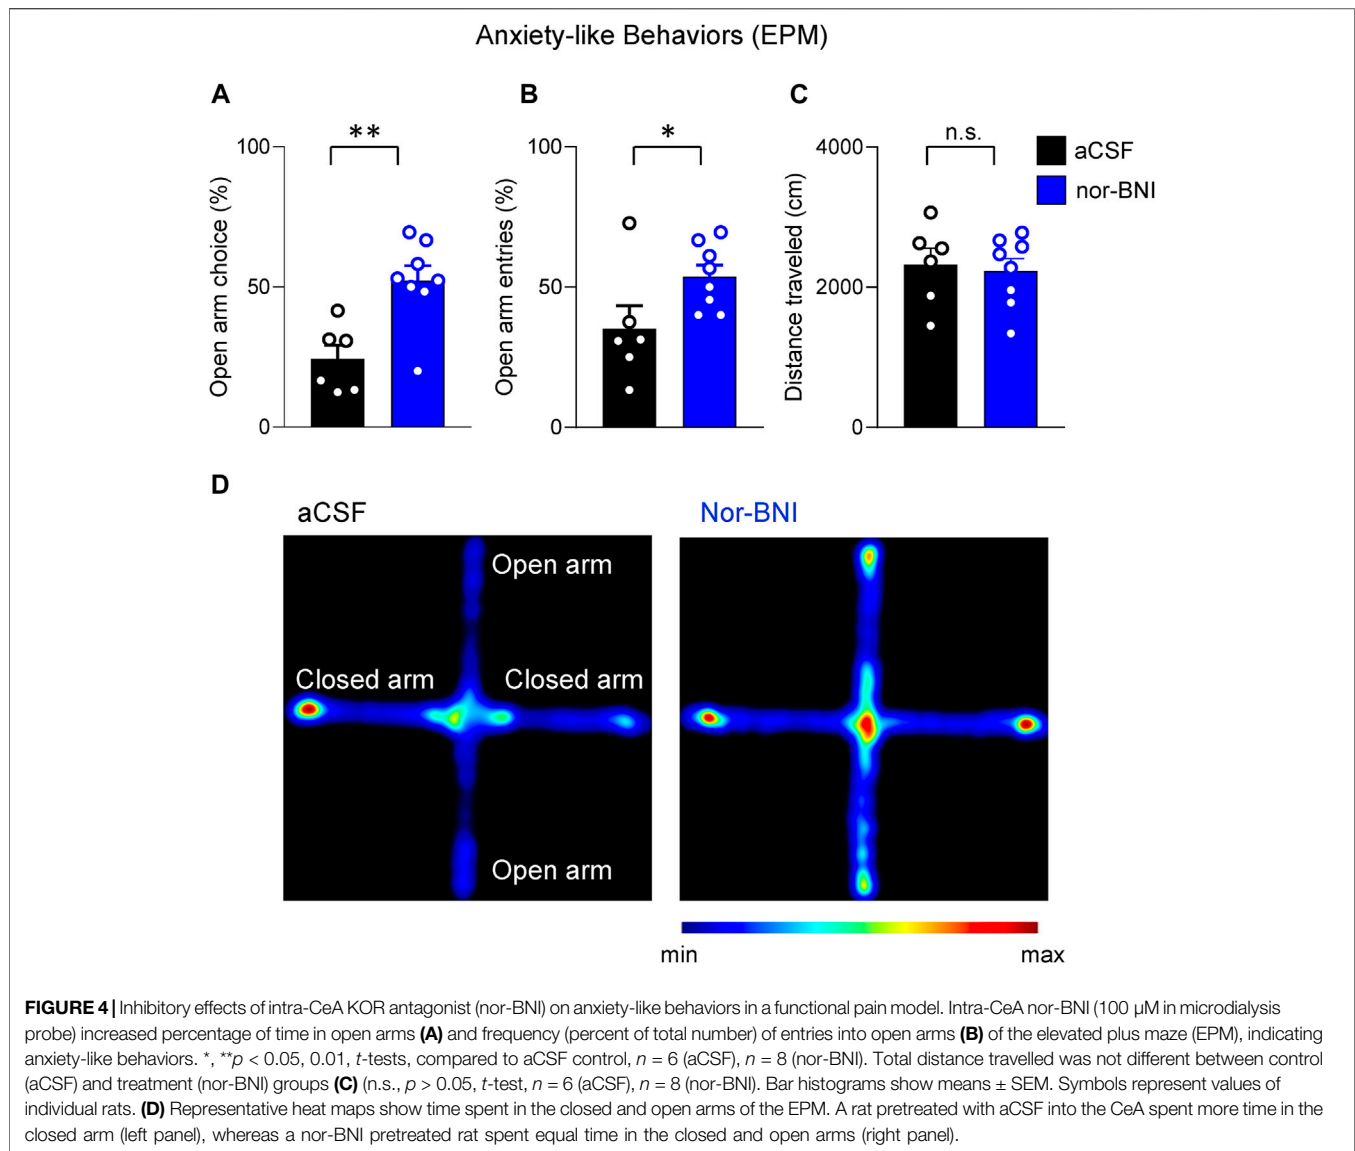 Anxiety-like Behaviors (EPM)
A
B
C
**
*
n.s.
100
50
0
Open arm choice (%)
100
50
0
Open arm entries (%)
4000
2000
0
Distance traveled (cm)
aCSF
nor-BNI
D
aCSF
Nor-BNI
Open arm
Closed arm
Closed arm
Open arm
min
max
FIGURE 4 | Inhibitory effects of intra-CeA KOR antagonist (nor-BNI) on anxiety-like behaviors in a functional pain model. Intra-CeA nor-BNI (100 µM in microdialysis
probe) increased percentage of time in open arms (A) and frequency (percent of total number) of entries into open arms (B) of the elevated plus maze (EPM), indicating
anxiety-like behaviors. *, **p < 0.05, 0.01, t-tests, compared to aCSF control, n = 6 (aCSF), n = 8 (nor-BNI). Total distance travelled was not different between control
(aCSF) and treatment (nor-BNI) groups (C) (n.s., p > 0.05, t-test, n = 6 (aCSF), n = 8 (nor-BNI). Bar histograms show means ± SEM. Symbols represent values of
individual rats. (D) Representative heat maps show time spent in the closed and open arms of the EPM. A rat pretreated with aCSF into the CeA spent more time in the
closed arm (left panel), whereas a nor-BNI pretreated rat spent equal time in the closed and open arms (right panel).